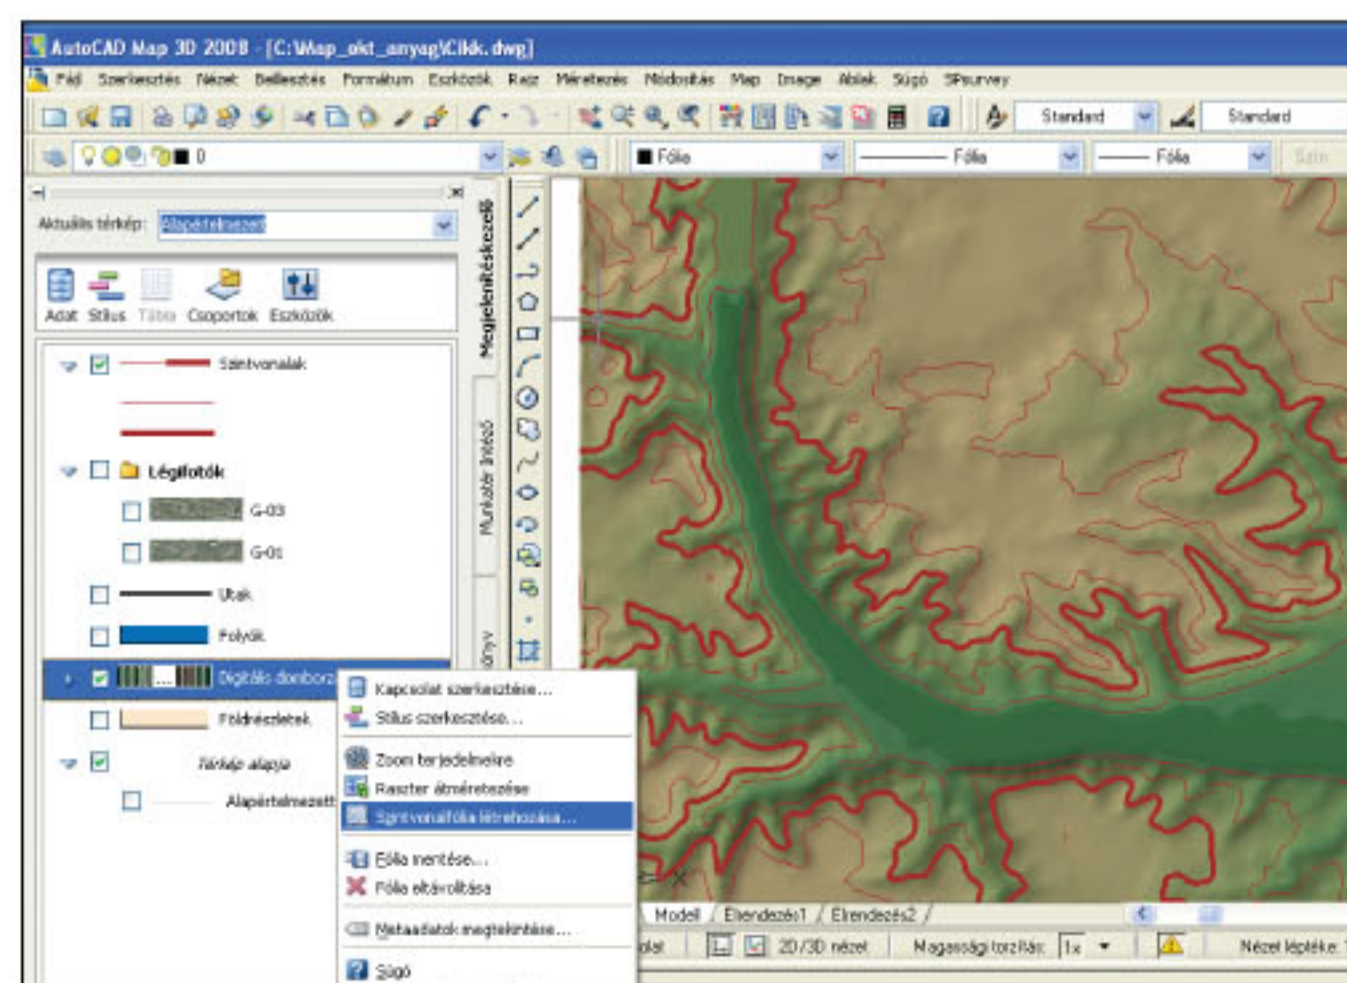 AutoCAD Map 3D 2008 - [C:\Map_okt_anyag\Cikk.dwg]
Fájl Szerkesztés Nézet Beillesztés Formátum Eszközök Rajz Méretezés Módosítás Map Image Ablak Súgó SPsurvey
Standard Standard
0 Fólia Fólia Fólia Szín
Aktuális térkép: Alapértelmezett
Adat Stílus Tábla Csoportok Eszközök
Megjelenítéskezelő
Munkatér Intéző
Szintvonalak
Légifotók
G-03
G-01
Utak
Folyók
Digitális domborz
Földrészletek
Térkép alapja
Alapértelmezett
Kapcsolat szerkesztése...
Stílus szerkesztése...
Zoom terjedelmekre
Raszter átméretezése
Szintvonalfólia létrehozása...
Fólia mentése...
Fólia eltávolítása
Metaadatok megtekintése...
Súgó
X
Modell / Elrendezés1 / Elrendezés2 /
2D/3D nézet Magassági torzítás: 1x Nézet léptéke: 1